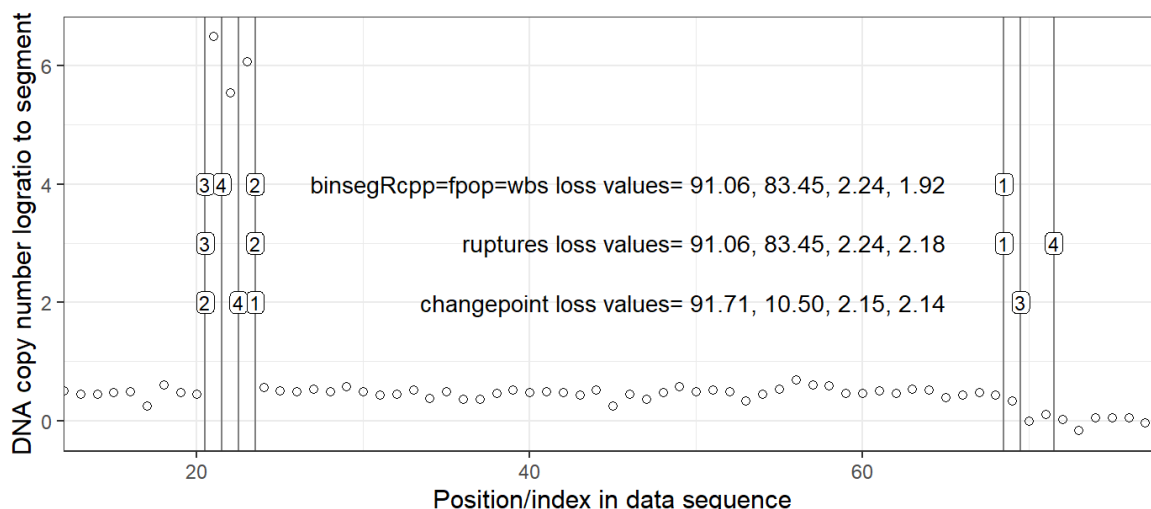 DNA copy number logratio to segment
6
4
2
0
3 4 2 binsegRcpp=fpop=wbs loss values= 91.06, 83.45, 2.24, 1.92 1
3 2 ruptures loss values= 91.06, 83.45, 2.24, 2.18 1 4
2 4 1 changepoint loss values= 91.71, 10.50, 2.15, 2.14 3
20 40 60
Position/index in data sequence